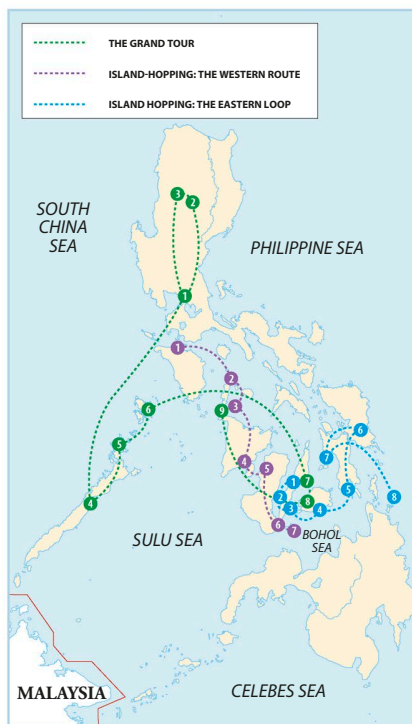 THE GRAND TOUR
ISLAND-HOPPING: THE WESTERN ROUTE
ISLAND HOPPING: THE EASTERN LOOP
3
2
SOUTH
CHINA
SEA
PHILIPPINE SEA
1
1
2
6
9
3
6
5
7
4
5
7
1
5
4
2
8
3
4
8
6
7
BOHOL
SEA
SULU SEA
MALAYSIA
CELEBES SEA